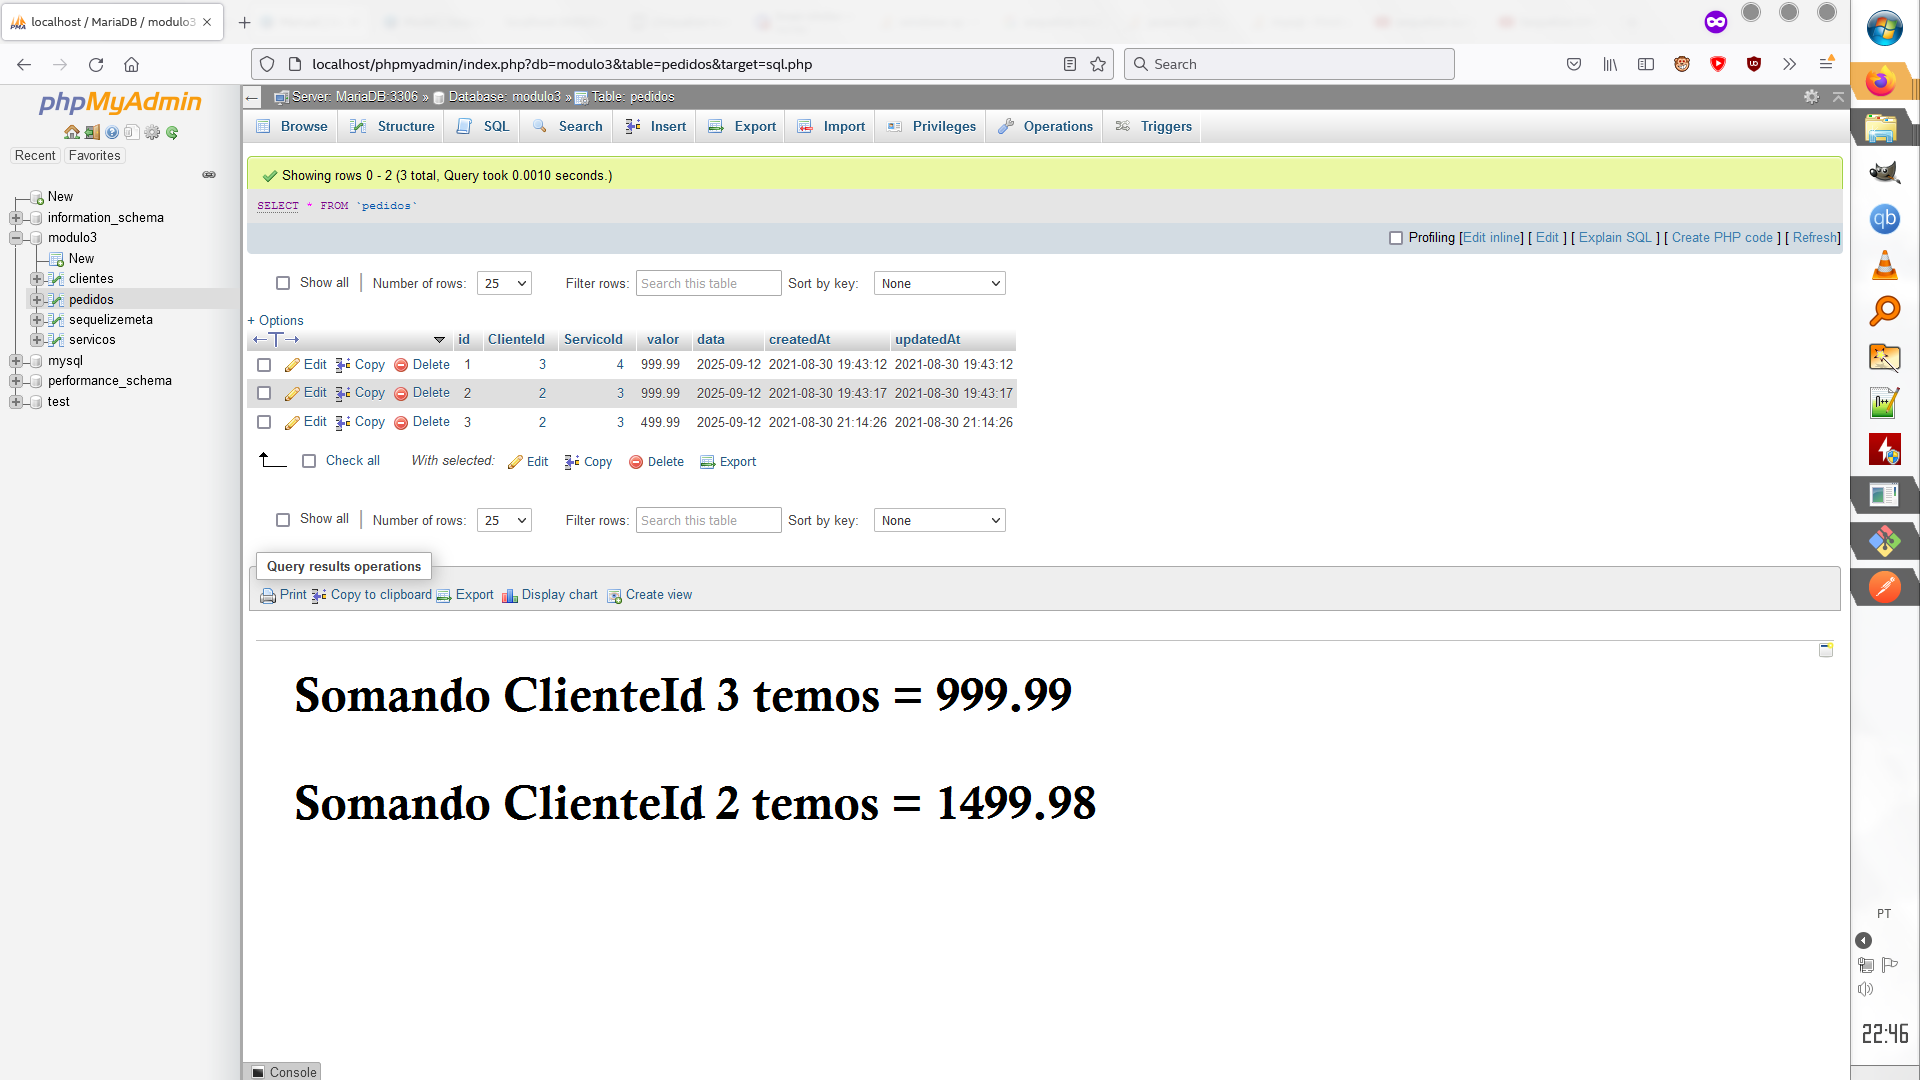 localhost / MariaDB / modulo3
localhost/phpmyadmin/index.php?db=modulo3&table=pedidos&target=sql.php
Search
phpMyAdmin
Recent
Favorites
New
information_schema
modulo3
New
clientes
pedidos
sequelizemeta
servicos
mysql
performance_schema
test
Server: MariaDB:3306 » Database: modulo3 » Table: pedidos
Browse Structure SQL Search Insert Export Import Privileges Operations Triggers
Showing rows 0 - 2 (3 total, Query took 0.0010 seconds.)
SELECT * FROM `pedidos`
Profiling [Edit inline] [ Edit ] [ Explain SQL ] [ Create PHP code ] [ Refresh]
Show all Number of rows: 25 Filter rows: Search this table Sort by key: None
+ Options
←T→ id ClienteId ServicoId valor data createdAt updatedAt
Edit Copy Delete 1 3 4 999.99 2025-09-12 2021-08-30 19:43:12 2021-08-30 19:43:12
Edit Copy Delete 2 2 3 999.99 2025-09-12 2021-08-30 19:43:17 2021-08-30 19:43:17
Edit Copy Delete 3 2 3 499.99 2025-09-12 2021-08-30 21:14:26 2021-08-30 21:14:26
Check all With selected: Edit Copy Delete Export
Show all Number of rows: 25 Filter rows: Search this table Sort by key: None
Query results operations
Print Copy to clipboard Export Display chart Create view
Somando ClienteId 3 temos = 999.99
Somando ClienteId 2 temos = 1499.98
Console
qb
PT
22:46